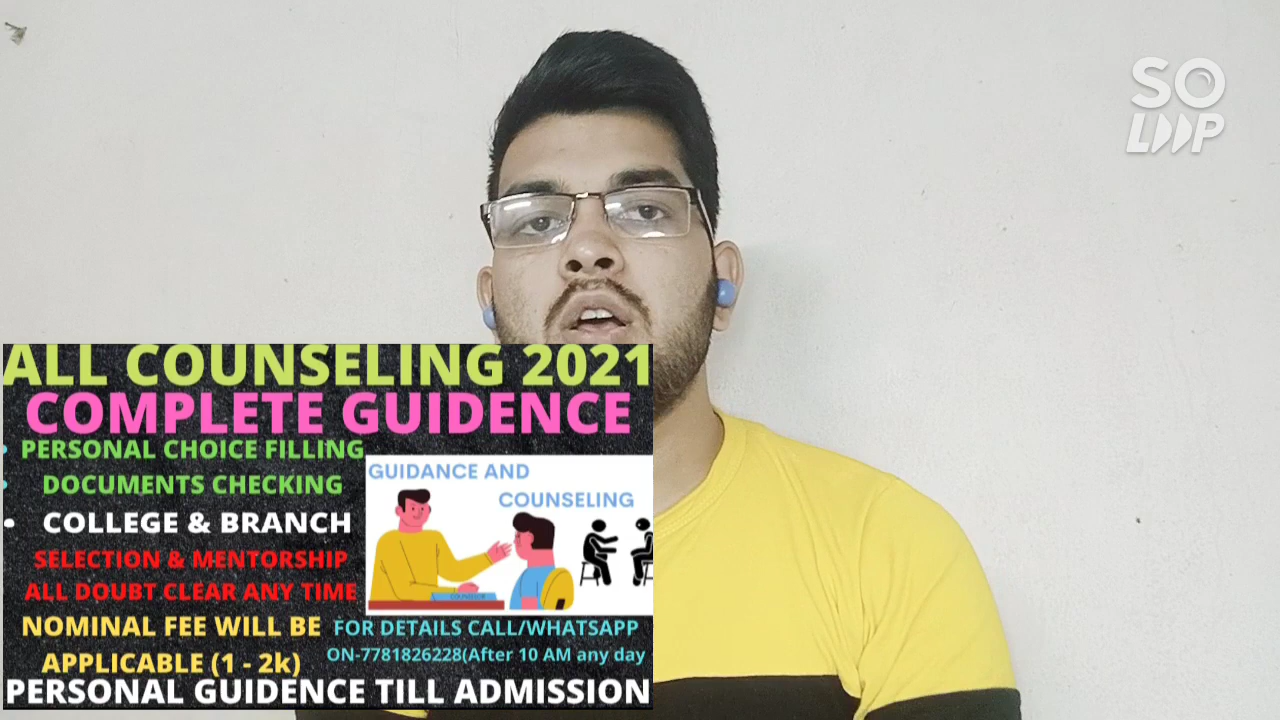 SO
LOOP
ALL COUNSELING 2021
COMPLETE GUIDENCE
• PERSONAL CHOICE FILLING
• DOCUMENTS CHECKING
• COLLEGE & BRANCH
SELECTION & MENTORSHIP
ALL DOUBT CLEAR ANY TIME
NOMINAL FEE WILL BE
APPLICABLE (1 - 2k)
GUIDANCE AND
COUNSELING
COUNSELOR
FOR DETAILS CALL/WHATSAPP
ON-7781826228(After 10 AM any day
PERSONAL GUIDENCE TILL ADMISSION